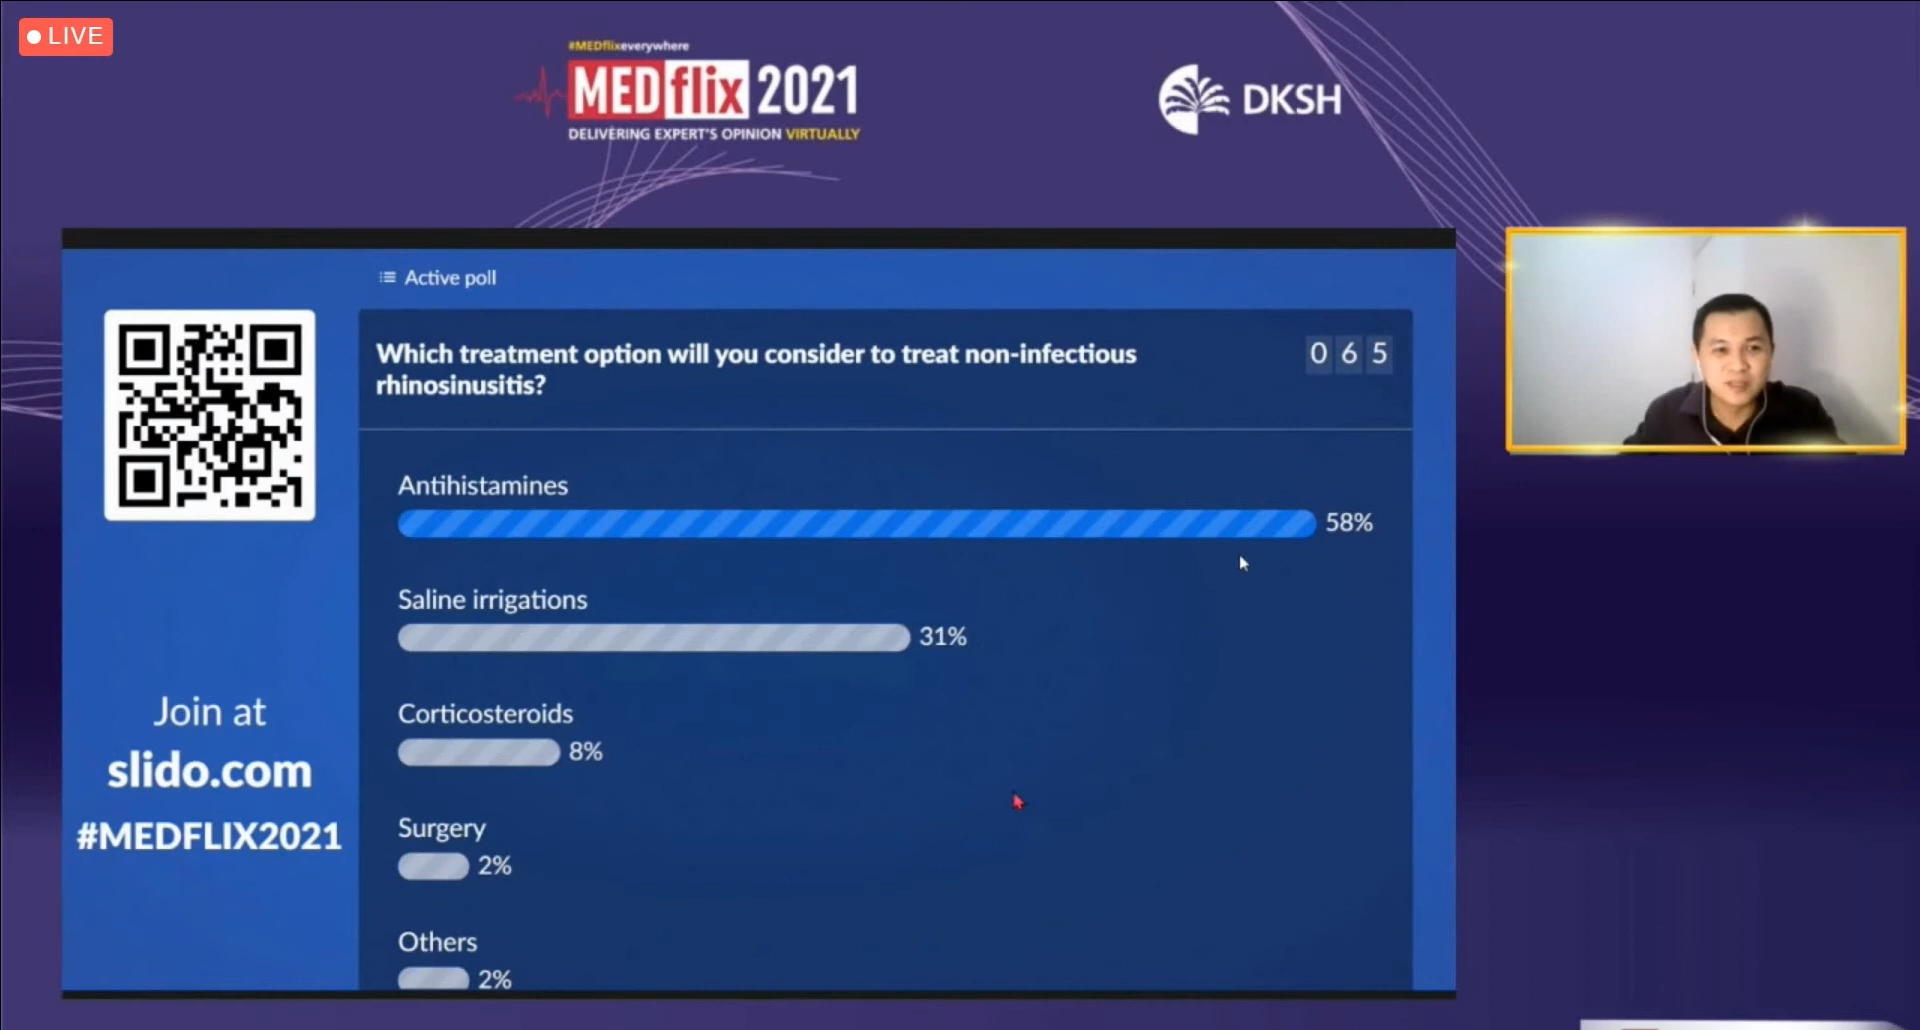 LIVE
#MEDflixeverywhere
MEDflix 2021
DELIVERING EXPERT'S OPINION VIRTUALLY
DKSH
Active poll
Which treatment option will you consider to treat non-infectious
rhinosinusitis?
0 6 5
Antihistamines
58%
Saline irrigations
31%
Corticosteroids
8%
Surgery
2%
Others
2%
Join at
slido.com
#MEDFLIX2021